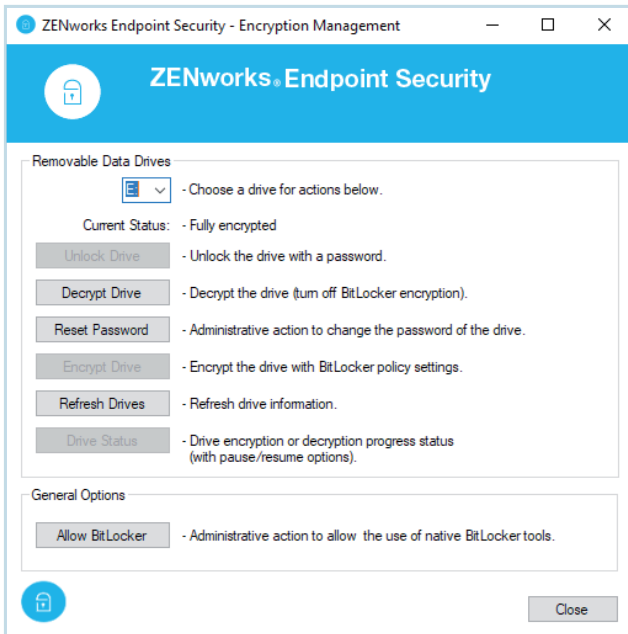 ZENworks Endpoint Security - Encryption Management
ZENworks® Endpoint Security
Removable Data Drives
E: - Choose a drive for actions below.
Current Status: - Fully encrypted
Unlock Drive - Unlock the drive with a password.
Decrypt Drive - Decrypt the drive (turn off BitLocker encryption).
Reset Password - Administrative action to change the password of the drive.
Encrypt Drive - Encrypt the drive with BitLocker policy settings.
Refresh Drives - Refresh drive information.
Drive Status - Drive encryption or decryption progress status
(with pause/resume options).
General Options
Allow BitLocker - Administrative action to allow the use of native BitLocker tools.
Close